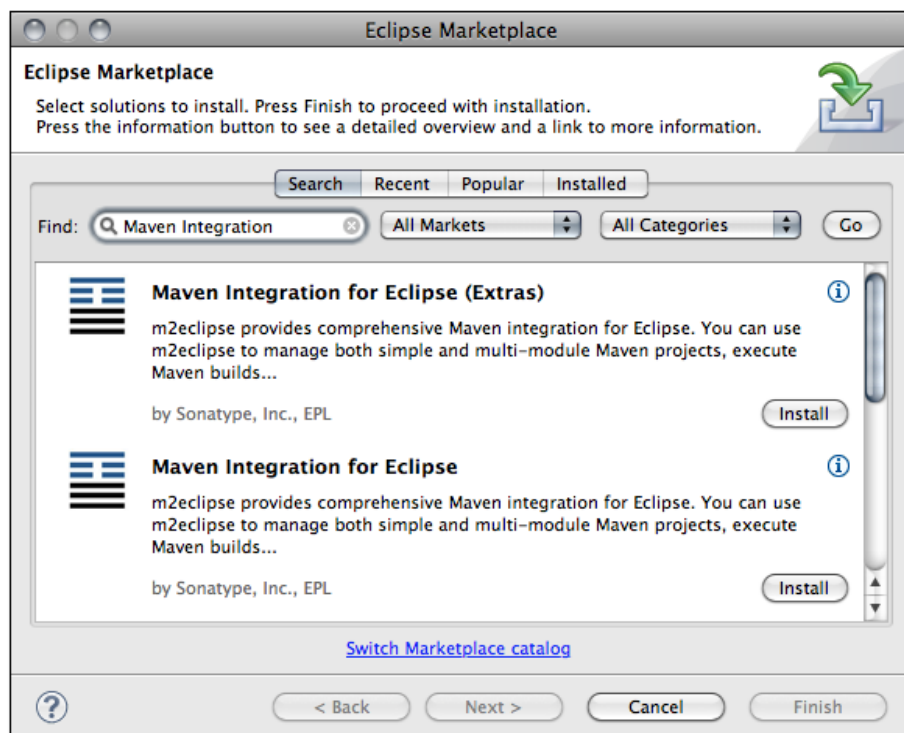 Eclipse Marketplace
Eclipse Marketplace
Select solutions to install. Press Finish to proceed with installation.
Press the information button to see a detailed overview and a link to more information.
Search Recent Popular Installed
Find: Maven Integration All Markets All Categories Go
Maven Integration for Eclipse (Extras)
m2eclipse provides comprehensive Maven integration for Eclipse. You can use
m2eclipse to manage both simple and multi-module Maven projects, execute
Maven builds...
by Sonatype, Inc., EPL Install
Maven Integration for Eclipse
m2eclipse provides comprehensive Maven integration for Eclipse. You can use
m2eclipse to manage both simple and multi-module Maven projects, execute
Maven builds...
by Sonatype, Inc., EPL Install
Switch Marketplace catalog
? < Back Next > Cancel Finish